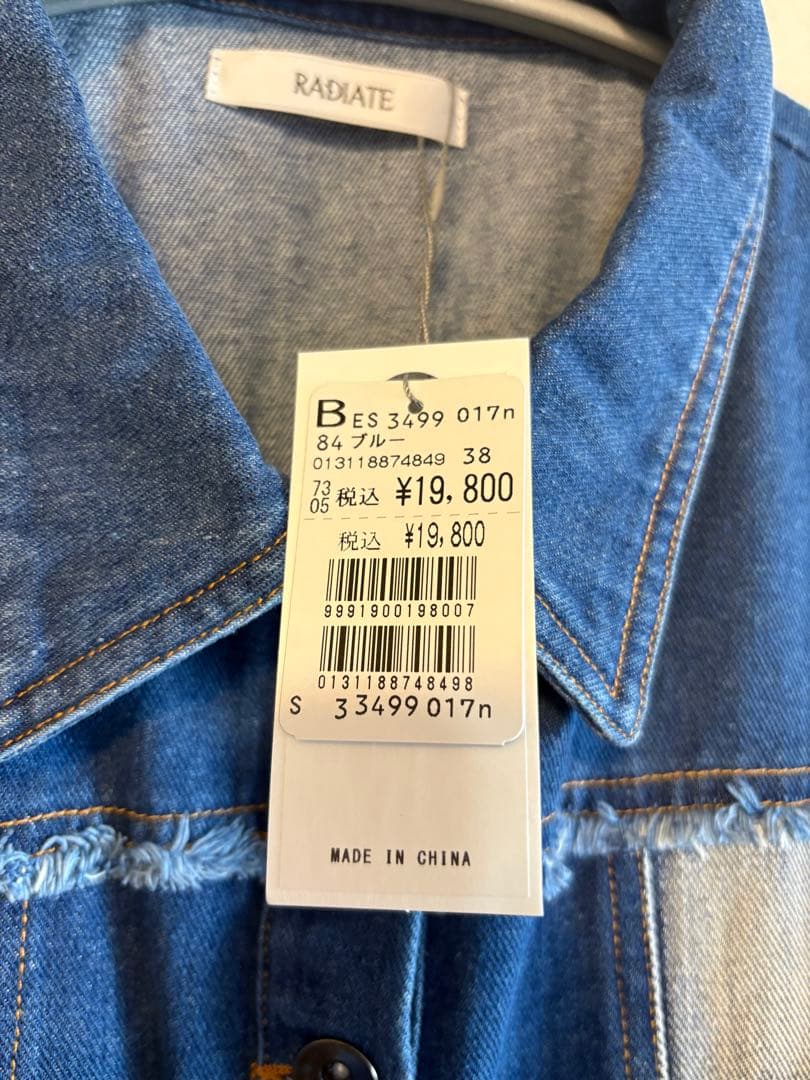 RADIATE
BES 3499 017n
84 ブルー
013118874849 38
73
05 税込 ¥19,800
税込 ¥19,800
9991900198007
0131188748498
S 33499 017n
MADE IN CHINA